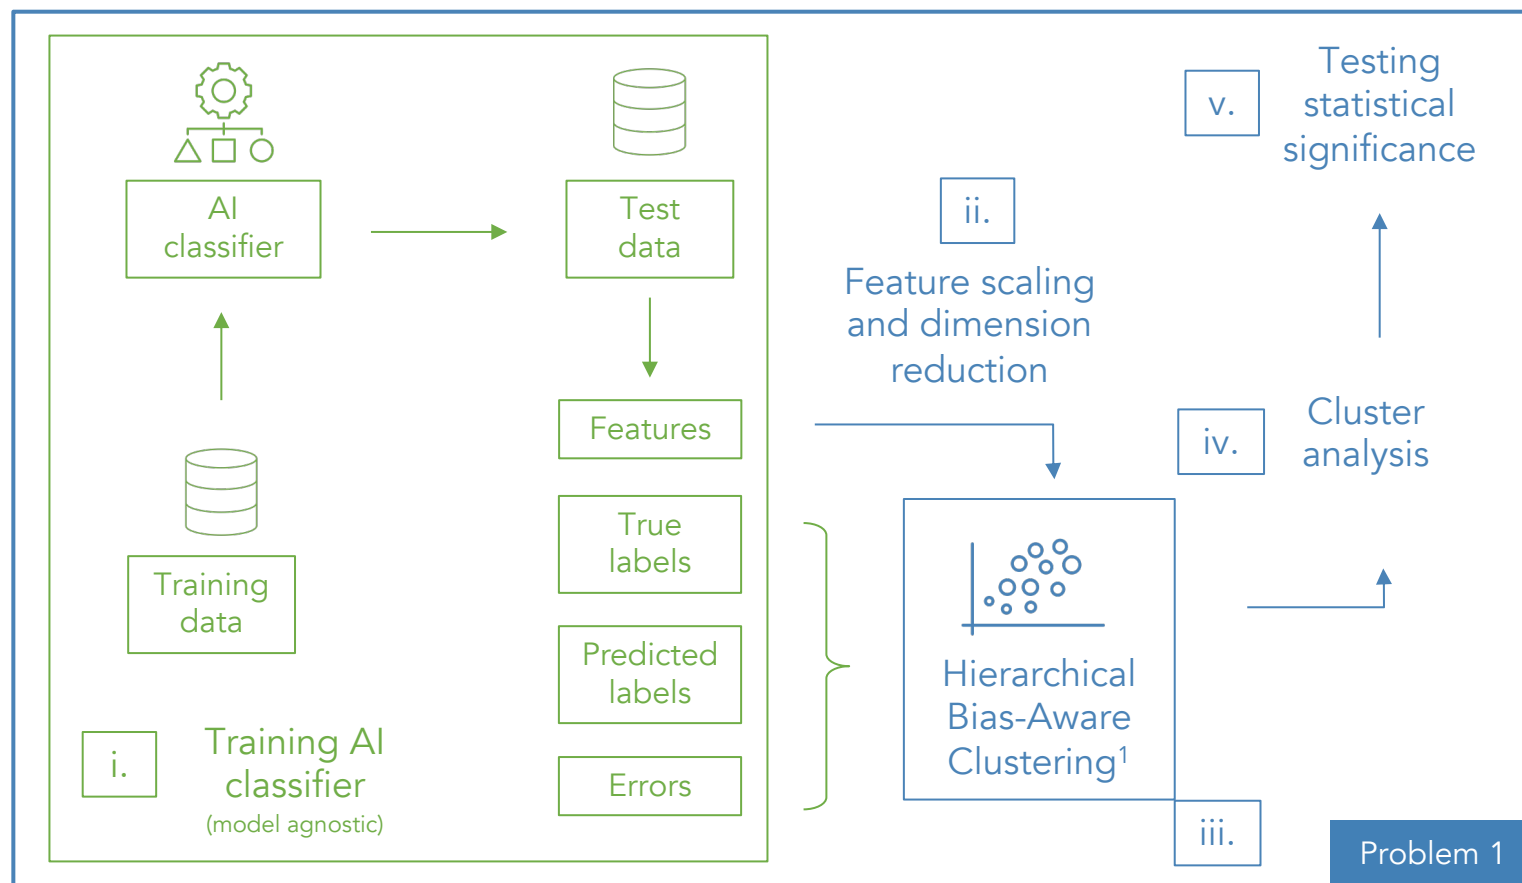 AI
classifier
Test
data
Features
True
labels
Training
data
Predicted
labels
Errors
i.
Training AI
classifier
(model agnostic)
ii.
Feature scaling
and dimension
reduction
Hierarchical
Bias-Aware
Clustering¹
iii.
iv.
Cluster
analysis
v.
Testing
statistical
significance
Problem 1